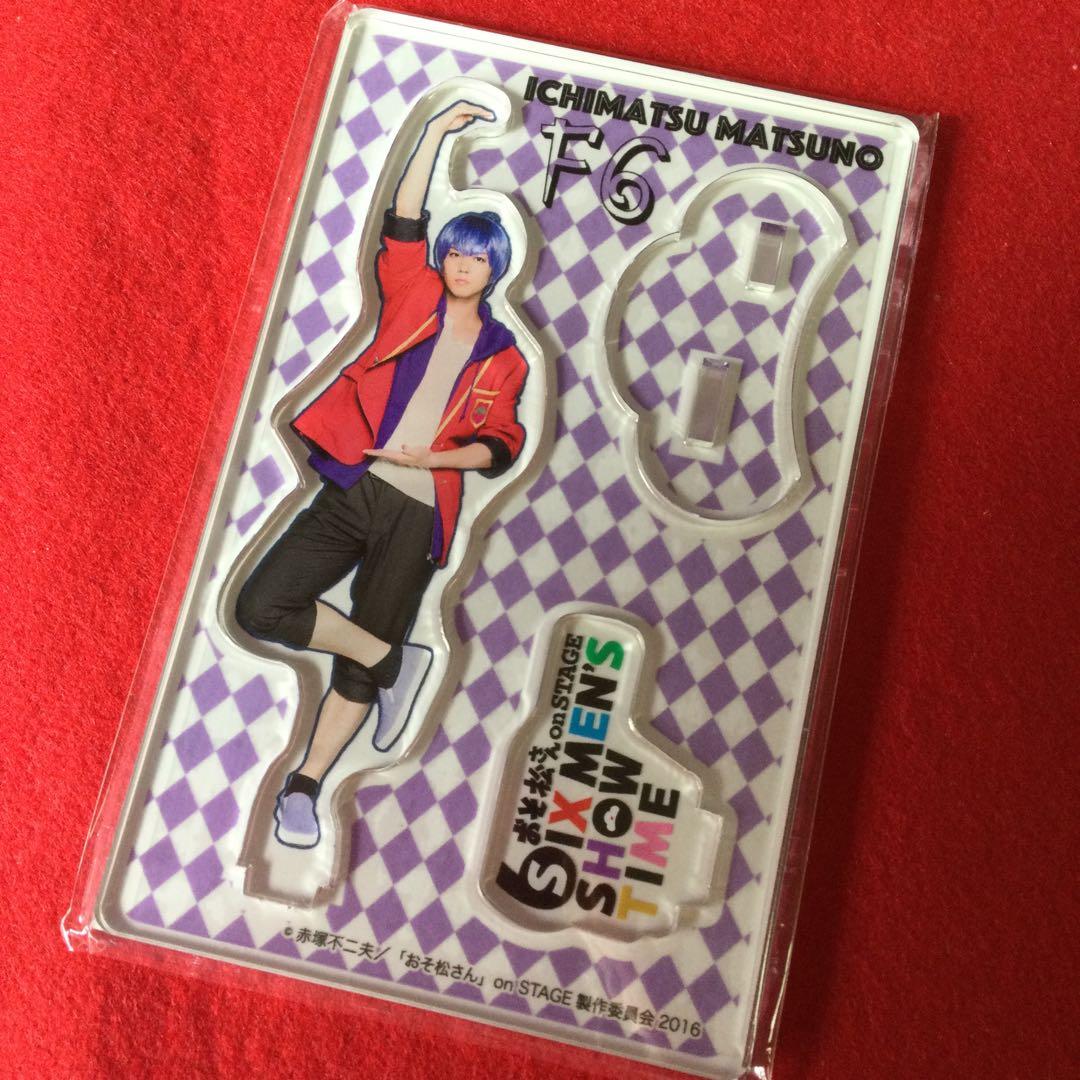 ICHIMATSU MATSUNO
F6
おそ松さん on STAGE
SIX MEN'S
SHOW
TIME
© 赤塚不二夫／「おそ松さん」on STAGE 製作委員会 2016